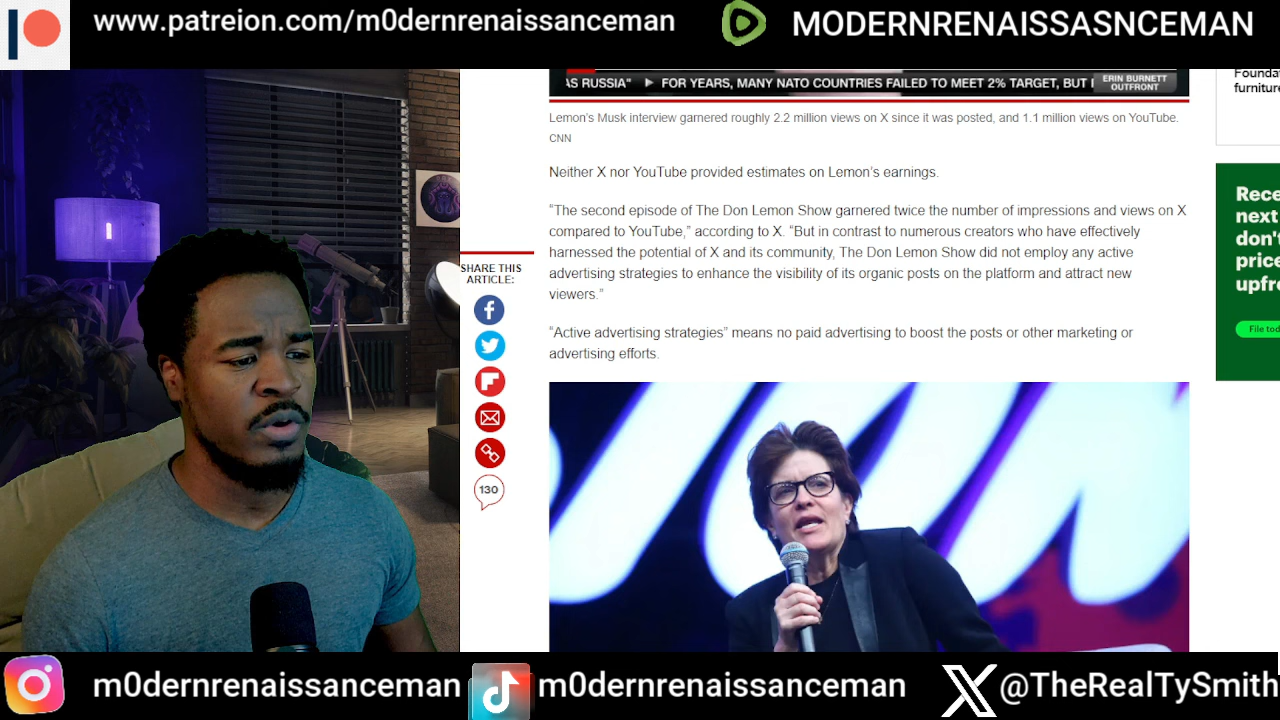 www.patreion.com/m0dernrenaissanceman
M0DERNRENAISSASNCEMAN
AS RUSSIA" ► FOR YEARS, MANY NATO COUNTRIES FAILED TO MEET 2% TARGET, BUT
ERIN BURNETT
OUTFRONT
Lemon's Musk interview garnered roughly 2.2 million views on X since it was posted, and 1.1 million views on YouTube.
CNN
Neither X nor YouTube provided estimates on Lemon's earnings.
"The second episode of The Don Lemon Show garnered twice the number of impressions and views on X
compared to YouTube," according to X. "But in contrast to numerous creators who have effectively
harnessed the potential of X and its community, The Don Lemon Show did not employ any active
advertising strategies to enhance the visibility of its organic posts on the platform and attract new
viewers."
"Active advertising strategies" means no paid advertising to boost the posts or other marketing or
advertising efforts.
SHARE THIS
ARTICLE:
130
Founda
furniture
Rece
next
don't
price
upfr
File tod
m0dernrenaissanceman
m0dernrenaissanceman
@TheRealTySmith